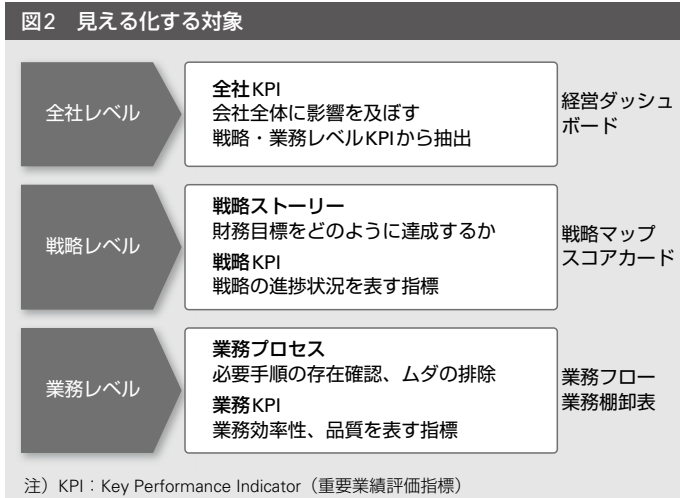 図2 見える化する対象
全社レベル
全社KPI
会社全体に影響を及ぼす
戦略・業務レベルKPIから抽出
経営ダッシュ
ボード
戦略レベル
戦略ストーリー
財務目標をどのように達成するか
戦略KPI
戦略の進捗状況を表す指標
戦略マップ
スコアカード
業務レベル
業務プロセス
必要手順の存在確認、ムダの排除
業務KPI
業務効率性、品質を表す指標
業務フロー
業務棚卸表
注）KPI：Key Performance Indicator（重要業績評価指標）